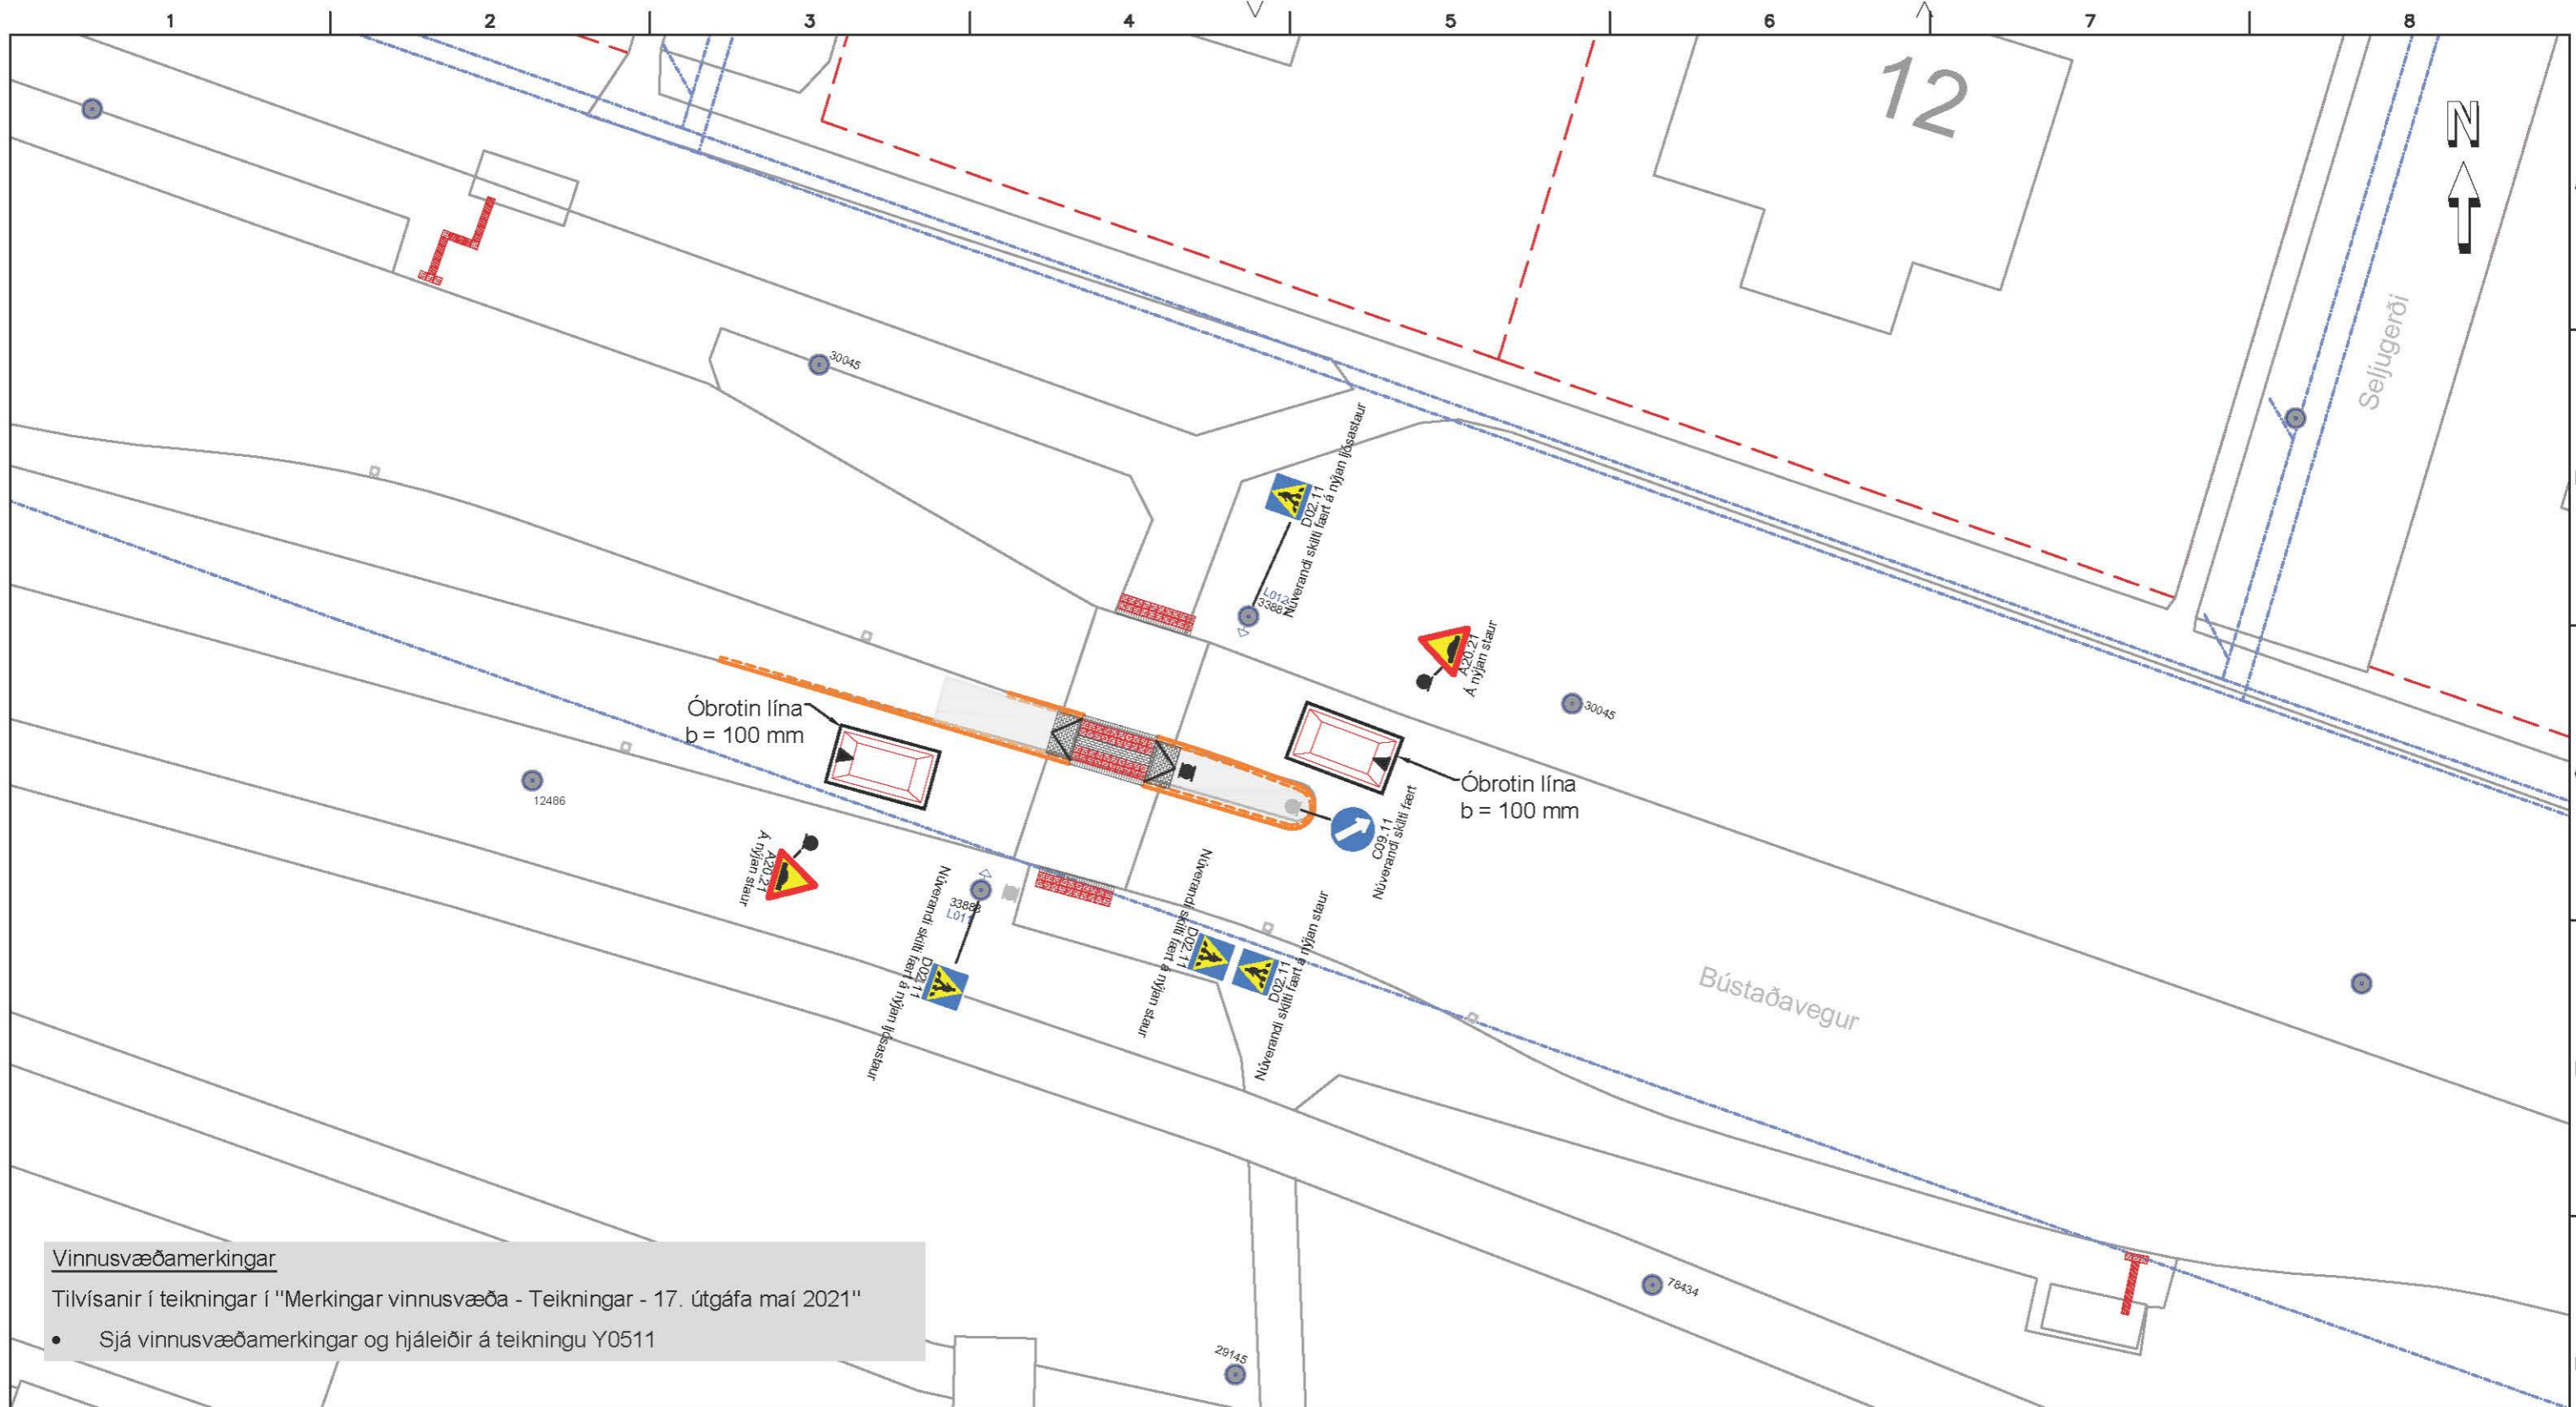 1 2 3 4 5 6 7 8
12
N
Seljugerði
30045
D02.11
Núverandi skilti fært á nýjan ljósastaur
L012
A20.21
Á nýjan staur
30045
Óbrotin lína
b = 100 mm
Óbrotin lína
b = 100 mm
12486
C09.11
Núverandi skilti fært
A20.21
Á nýjan staur
33888
D02.11
Núverandi skilti fært á nýjan ljósastaur
D02.11
Núverandi skilti fært á nýjan staur
D02.11
Núverandi skilti fært á nýjan staur
Bústaðavegur
Vinnusvæðamerkingar
Tilvísanir í teikningar í "Merkingar vinnusvæða - Teikningar - 17. útgáfa maí 2021"
• Sjá vinnusvæðamerkingar og hjáleiðir á teikningu Y0511
78434
29145